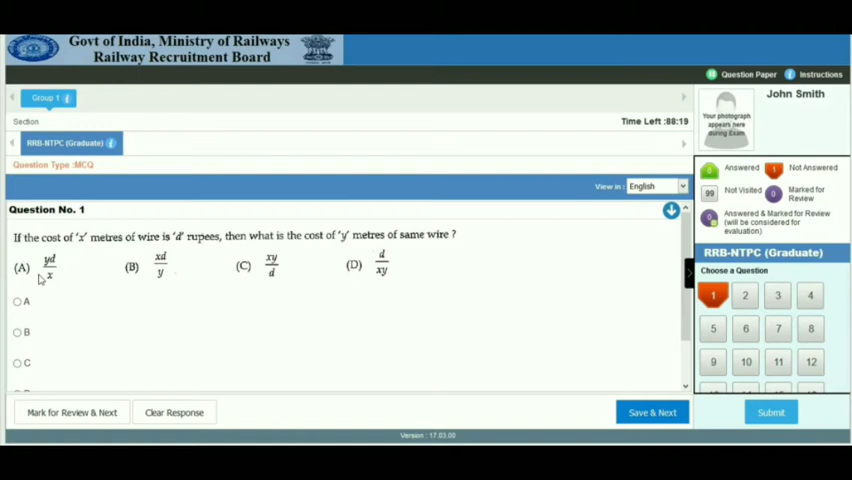 Govt of India, Ministry of Railways
Railway Recruitment Board
Question Paper Instructions
Group 1 i
John Smith
Your photograph
appears here
during Exam
Section
Time Left :88:19
RRB-NTPC (Graduate) i
Question Type :MCQ
View in : English
0 Answered 1 Not Answered
99 Not Visited 0 Marked for Review
0 Answered & Marked for Review (will be considered for evaluation)
Question No. 1
If the cost of 'x' metres of wire is 'd' rupees, then what is the cost of 'y' metres of same wire ?
(A) yd/x (B) xd/y (C) xy/d (D) d/xy
A
B
C
RRB-NTPC (Graduate)
Choose a Question
1 2 3 4
5 6 7 8
9 10 11 12
Mark for Review & Next Clear Response Save & Next Submit
Version : 17.03.00